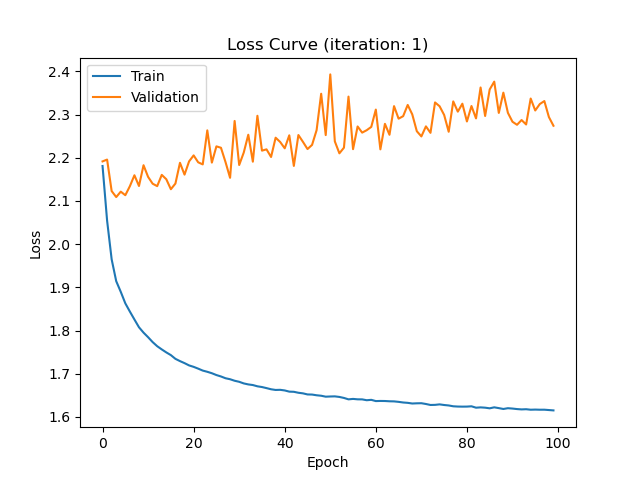 Loss Curve (iteration: 1)
Train
Validation
Loss
2.4
2.3
2.2
2.1
2.0
1.9
1.8
1.7
1.6
0 20 40 60 80 100
Epoch